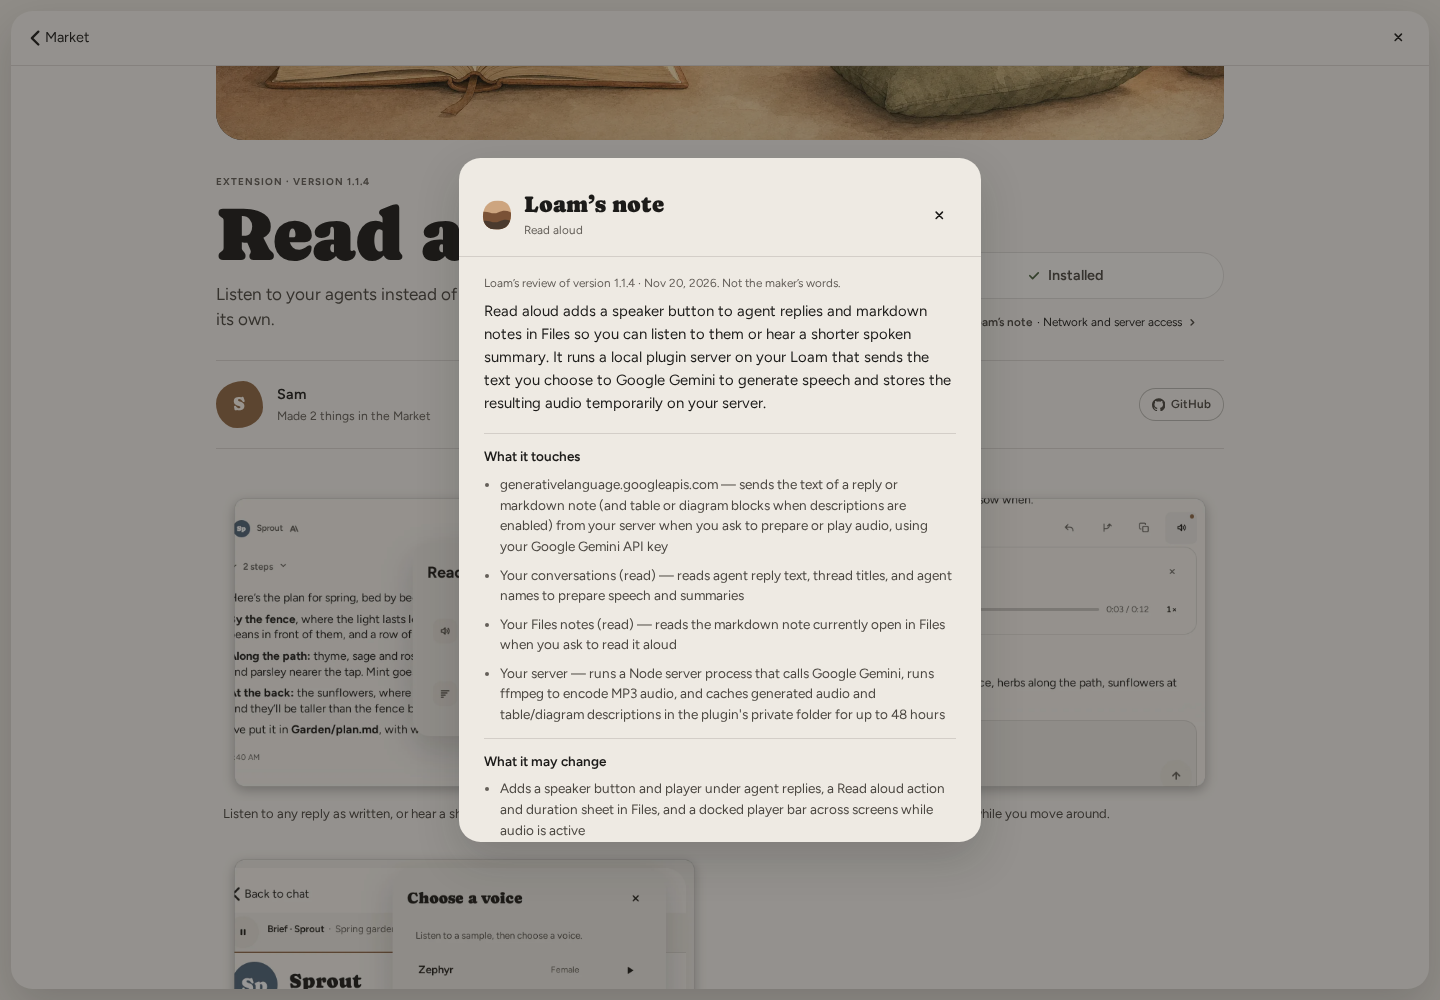 Market
EXTENSION · VERSION 1.1.4
Read a
Listen to your agents instead of
its own.
Installed
am's note · Network and server access
S
Sam
Made 2 things in the Market
GitHub
Loam's note
Read aloud
Loam's review of version 1.1.4 · Nov 20, 2026. Not the maker's words.
Read aloud adds a speaker button to agent replies and markdown
notes in Files so you can listen to them or hear a shorter spoken
summary. It runs a local plugin server on your Loam that sends the
text you choose to Google Gemini to generate speech and stores the
resulting audio temporarily on your server.
What it touches
• generativelanguage.googleapis.com — sends the text of a reply or
markdown note (and table or diagram blocks when descriptions are
enabled) from your server when you ask to prepare or play audio, using
your Google Gemini API key
• Your conversations (read) — reads agent reply text, thread titles, and agent
names to prepare speech and summaries
• Your Files notes (read) — reads the markdown note currently open in Files
when you ask to read it aloud
• Your server — runs a Node server process that calls Google Gemini, runs
ffmpeg to encode MP3 audio, and caches generated audio and
table/diagram descriptions in the plugin's private folder for up to 48 hours
What it may change
• Adds a speaker button and player under agent replies, a Read aloud action
and duration sheet in Files, and a docked player bar across screens while
audio is active
Sp Sprout
2 steps
Here's the plan for spring, bed by be
By the fence, where the light lasts l
beans in front of them, and a row of
Along the path: thyme, sage and ros
and parsley nearer the tap. Mint goe
At the back: the sunflowers, where
and they'll be taller than the fence b
ve put it in Garden/plan.md, with w
:40 AM
Read
sow when.
0:03 / 0:12 1×
ce, herbs along the path, sunflowers at
Listen to any reply as written, or hear a sh
while you move around.
Back to chat
Brief · Sprout · Spring garde
Sp
Sprout
Choose a voice
Listen to a sample, then choose a voice.
Zephyr Female